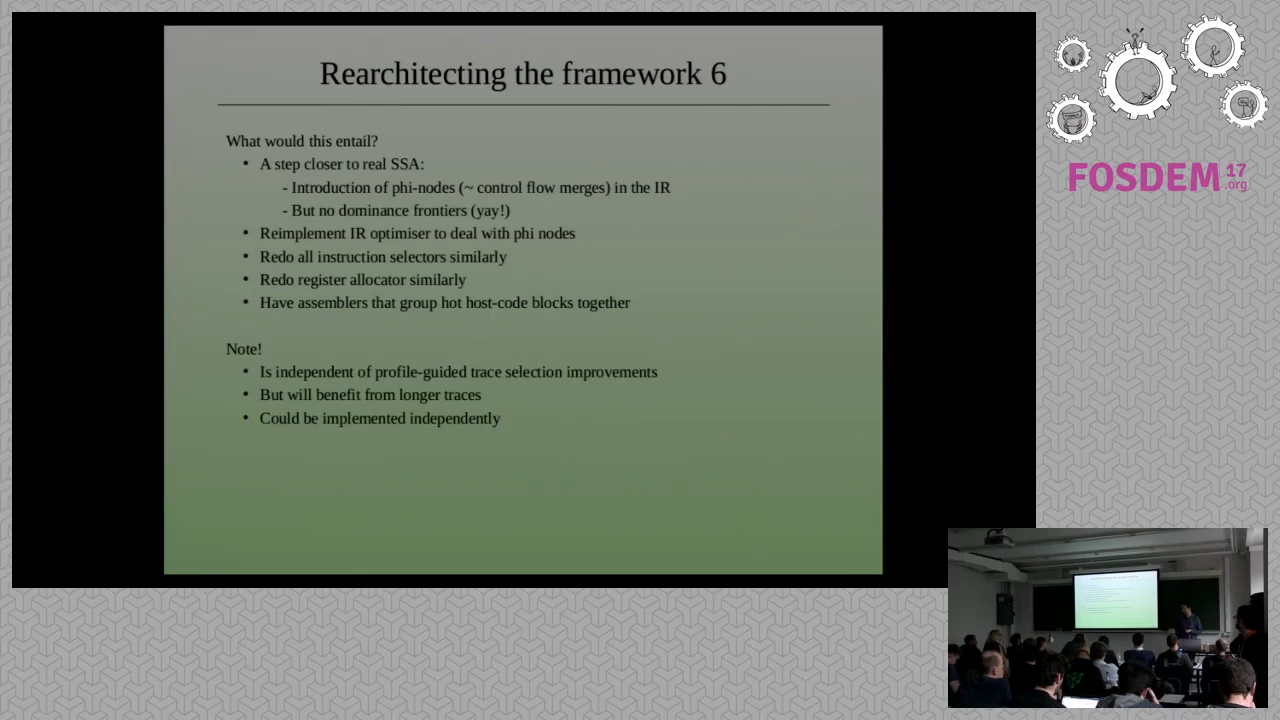 Rearchitecting the framework 6
What would this entail?
• A step closer to real SSA:
- Introduction of phi-nodes (~ control flow merges) in the IR
- But no dominance frontiers (yay!)
• Reimplement IR optimiser to deal with phi nodes
• Redo all instruction selectors similarly
• Redo register allocator similarly
• Have assemblers that group hot host-code blocks together
Note!
• Is independent of profile-guided trace selection improvements
• But will benefit from longer traces
• Could be implemented independently
FOSDEM 17
.org